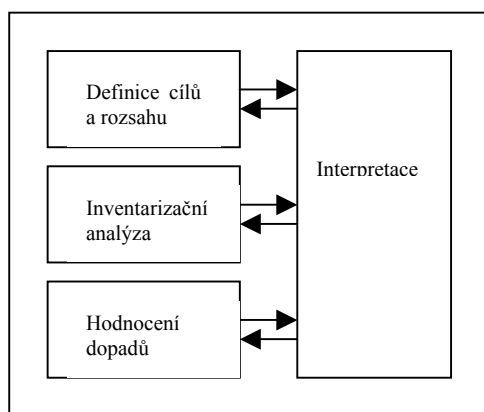 Definice cílů
a rozsahu
Interpretace
Inventarizační
analýza
Hodnocení
dopadů